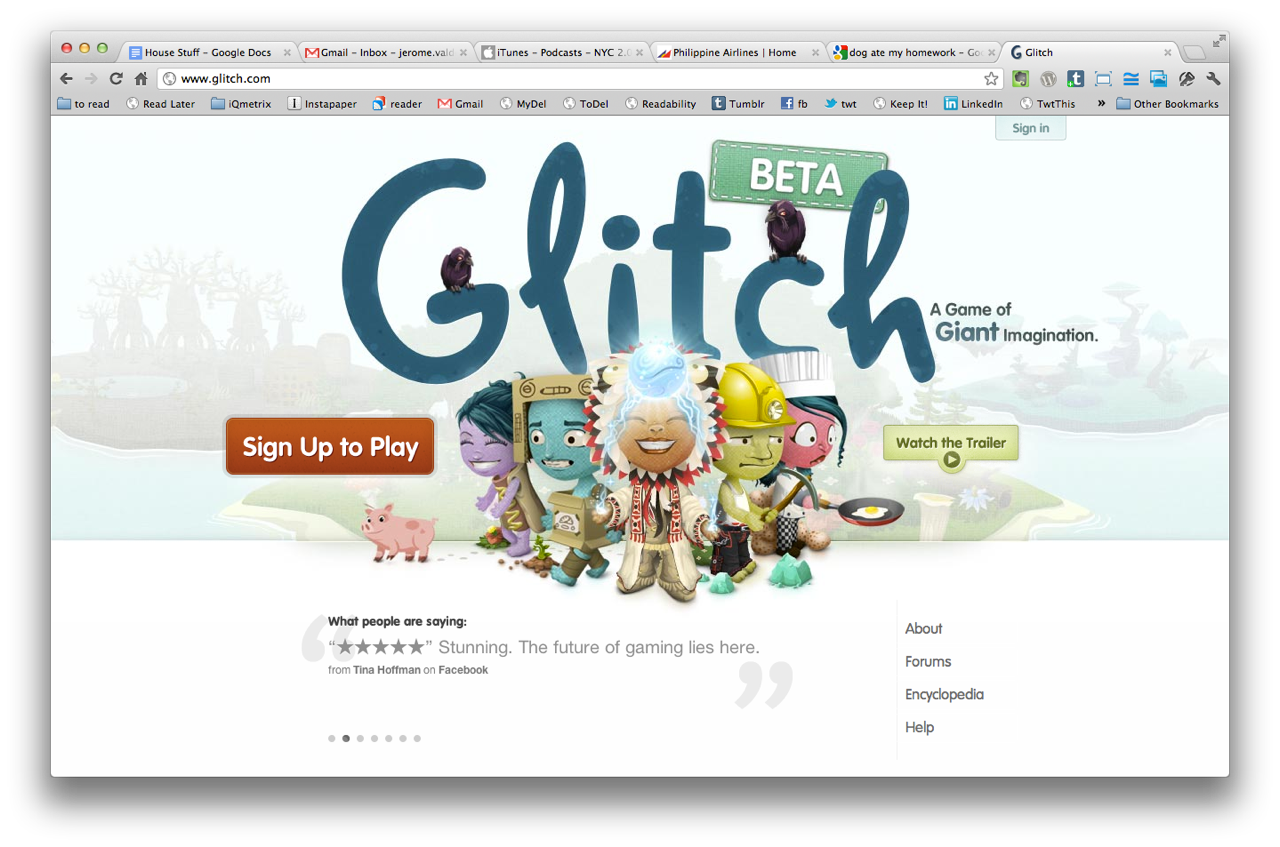 House Stuff – Google Docs
Gmail – Inbox – jerome.val
iTunes – Podcasts – NYC 2.0
Philippine Airlines | Home
dog ate my homework – Go
Glitch
www.glitch.com
to read
Read Later
iQmetrix
Instapaper
reader
Gmail
MyDel
ToDel
Readability
Tumblr
fb
twt
Keep It!
LinkedIn
TwtThis
»
Other Bookmarks
Sign in
BETA
Glitch
A Game of
Giant Imagination.
Sign Up to Play
Watch the Trailer
What people are saying:
“★★★★★” Stunning. The future of gaming lies here.
from Tina Hoffman on Facebook
About
Forums
Encyclopedia
Help